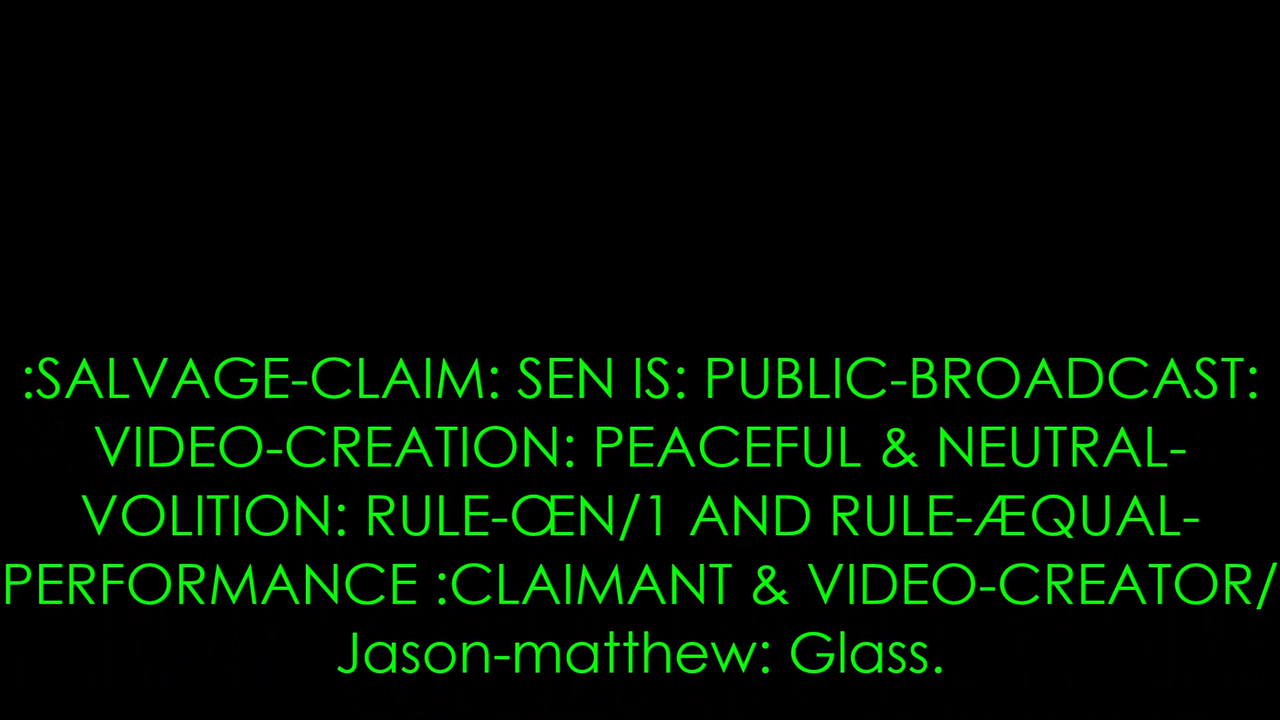 :SALVAGE-CLAIM: SEN IS: PUBLIC-BROADCAST:
VIDEO-CREATION: PEACEFUL & NEUTRAL-
VOLITION: RULE-ŒN/1 AND RULE-ÆQUAL-
PERFORMANCE :CLAIMANT & VIDEO-CREATOR/
Jason-matthew: Glass.